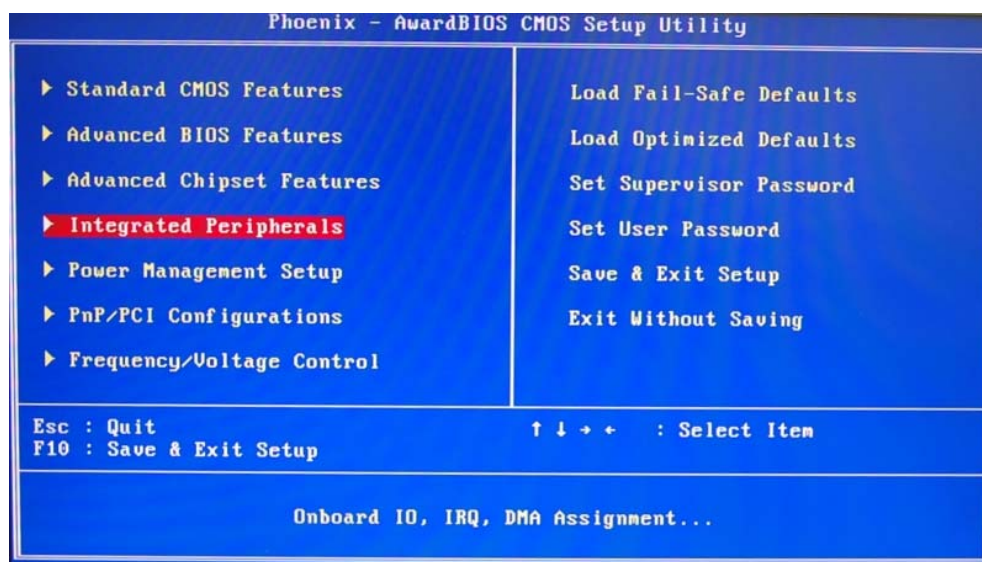 Phoenix - AwardBIOS CMOS Setup Utility
▶ Standard CMOS Features
▶ Advanced BIOS Features
▶ Advanced Chipset Features
▶ Integrated Peripherals
▶ Power Management Setup
▶ PnP/PCI Configurations
▶ Frequency/Voltage Control
Load Fail-Safe Defaults
Load Optimized Defaults
Set Supervisor Password
Set User Password
Save & Exit Setup
Exit Without Saving
Esc : Quit
F10 : Save & Exit Setup
↑ ↓ → ← : Select Item
Onboard IO, IRQ, DMA Assignment...